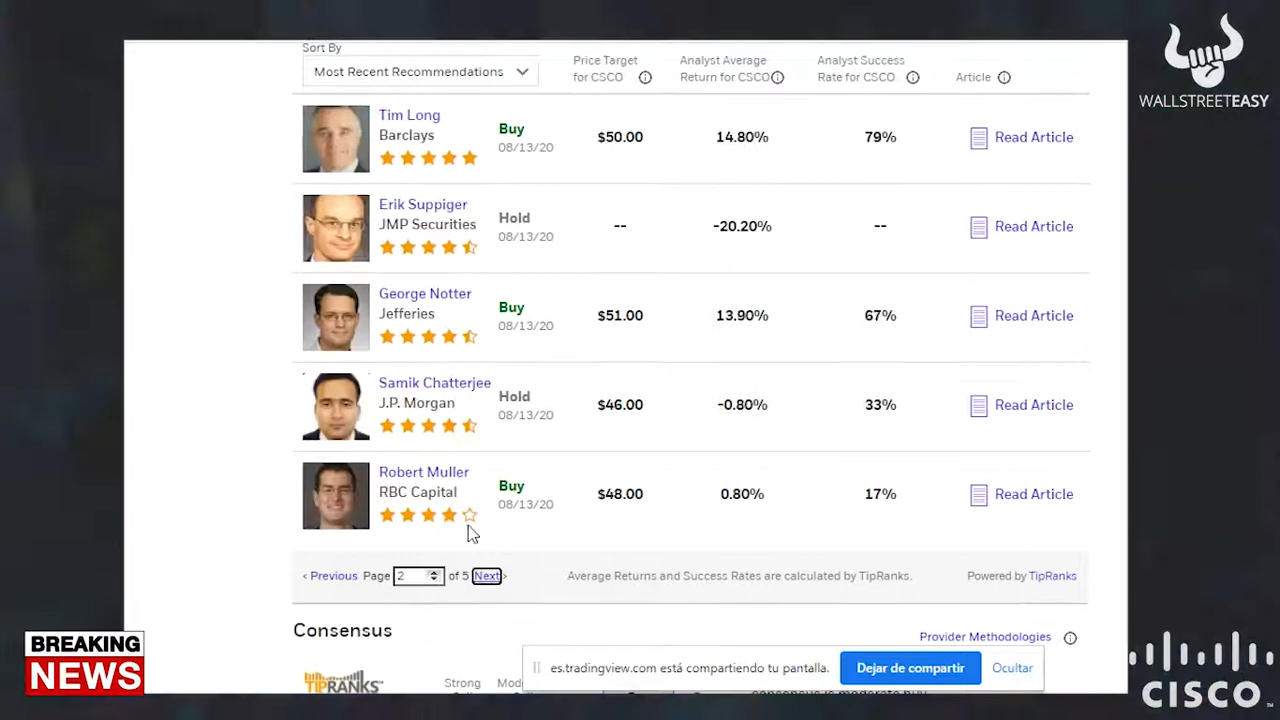 WALLSTREETEASY
Sort By
Most Recent Recommendations
Price Target
for CSCO
Analyst Average
Return for CSCO
Analyst Success
Rate for CSCO
Article
Tim Long
Barclays
Buy
08/13/20
$50.00
14.80%
79%
Read Article
Erik Suppiger
JMP Securities
Hold
08/13/20
--
-20.20%
--
Read Article
George Notter
Jefferies
Buy
08/13/20
$51.00
13.90%
67%
Read Article
Samik Chatterjee
J.P. Morgan
Hold
08/13/20
$46.00
-0.80%
33%
Read Article
Robert Muller
RBC Capital
Buy
08/13/20
$48.00
0.80%
17%
Read Article
‹ Previous Page 2 of 5 Next ›
Average Returns and Success Rates are calculated by TipRanks.
Powered by TipRanks
Consensus
Provider Methodologies
TIPRANKS
Strong
es.tradingview.com está compartiendo tu pantalla.
Dejar de compartir
Ocultar
BREAKING
NEWS
CISCO